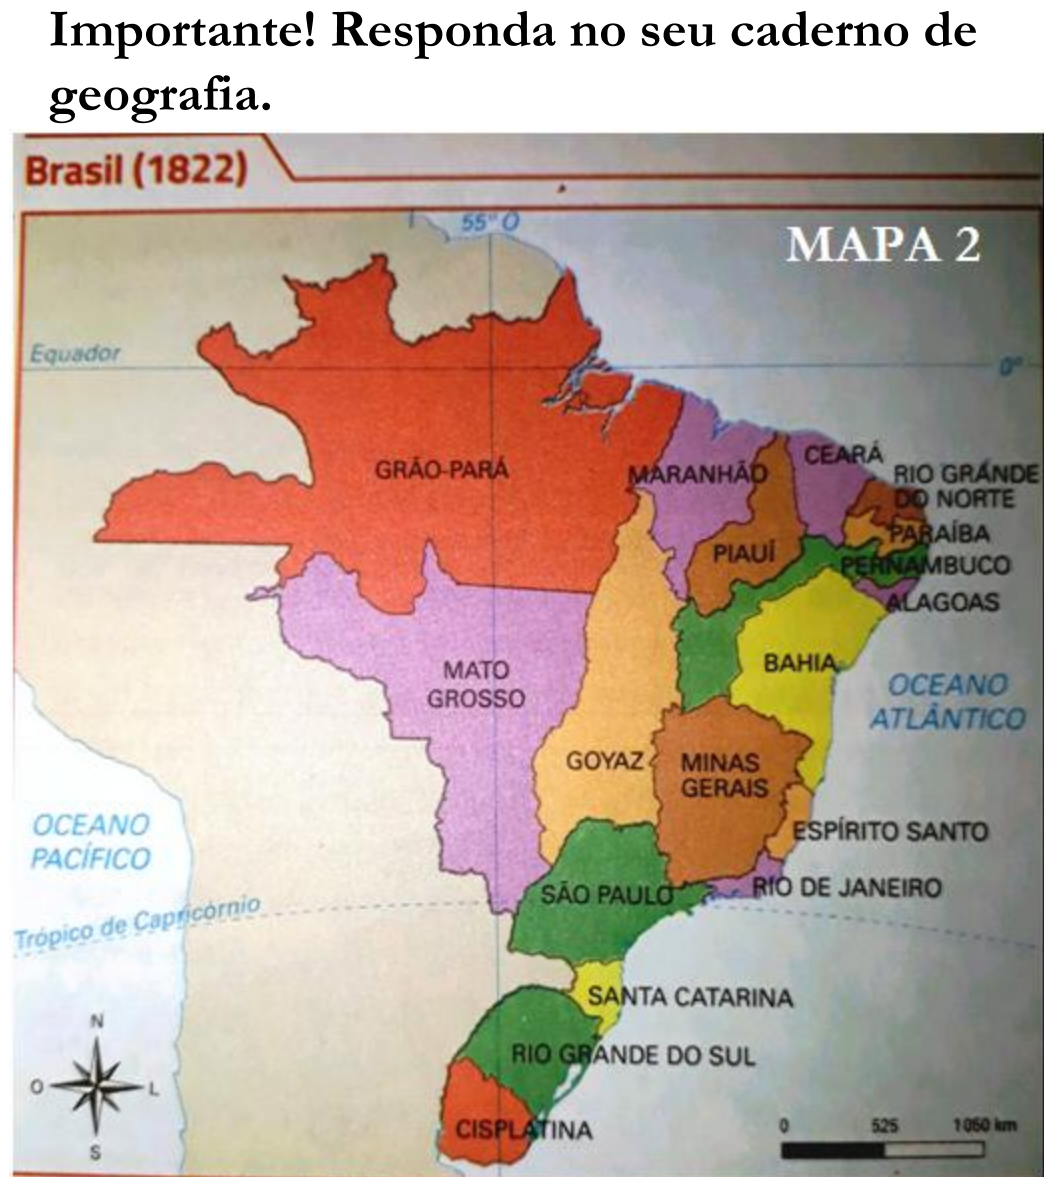 Importante! Responda no seu caderno de
geografia.
Brasil (1822)
55° O
MAPA 2
Equador
0°
GRÃO-PARÁ
MARANHÃO
CEARÁ
RIO GRANDE
DO NORTE
PARAÍBA
PIAUÍ
PERNAMBUCO
ALAGOAS
MATO
GROSSO
BAHIA
OCEANO
ATLÂNTICO
GOYAZ
MINAS
GERAIS
OCEANO
PACÍFICO
ESPÍRITO SANTO
SÃO PAULO
RIO DE JANEIRO
Trópico de Capricórnio
SANTA CATARINA
N
O
L
S
RIO GRANDE DO SUL
CISPLATINA
0 525 1 050 km